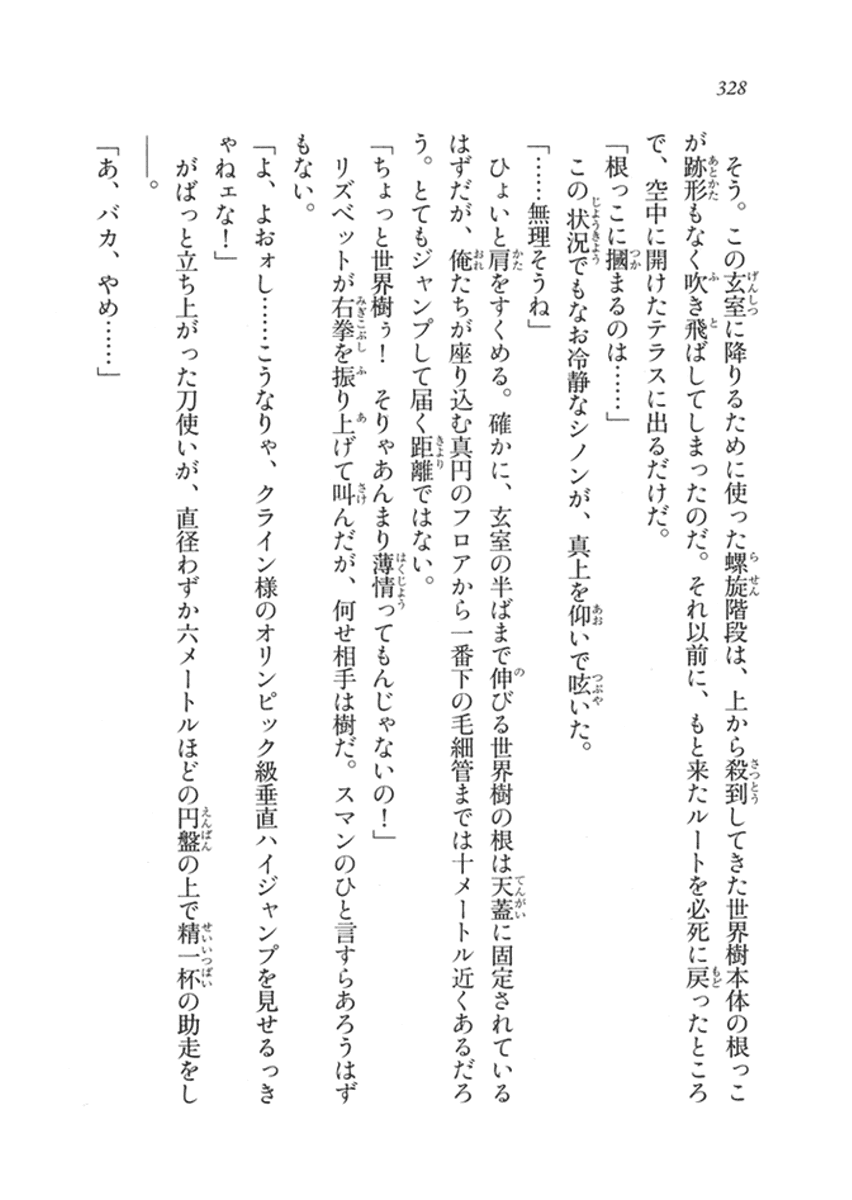 328
そう。この玄室に降りるために使った螺旋階段は、上から殺到してきた世界樹本体の根っこ
が跡形もなく吹き飛ばしてしまったのだ。それ以前に、もと来たルートを必死に戻ったところ
で、空中に開けたテラスに出るだけだ。
「根っこに摑まるのは……」
この状況でもなお冷静なシノンが、真上を仰いで呟いた。
「……無理そうね」
ひょいと肩をすくめる。確かに、玄室の半ばまで伸びる世界樹の根は天蓋に固定されている
はずだが、俺たちが座り込む真円のフロアから一番下の毛細管までは十メートル近くあるだろ
う。とてもジャンプして届く距離ではない。
「ちょっと世界樹ぅ！　そりゃあんまり薄情ってもんじゃないの！」
リズベットが右拳を振り上げて叫んだが、何せ相手は樹だ。スマンのひと言すらあろうはず
もない。
「よ、よおォし……こうなりゃ、クライン様のオリンピック級垂直ハイジャンプを見せるっき
ゃねェな！」
がばっと立ち上がった刀使いが、直径わずか六メートルほどの円盤の上で精一杯の助走をし
――。
「あ、バカ、やめ……」